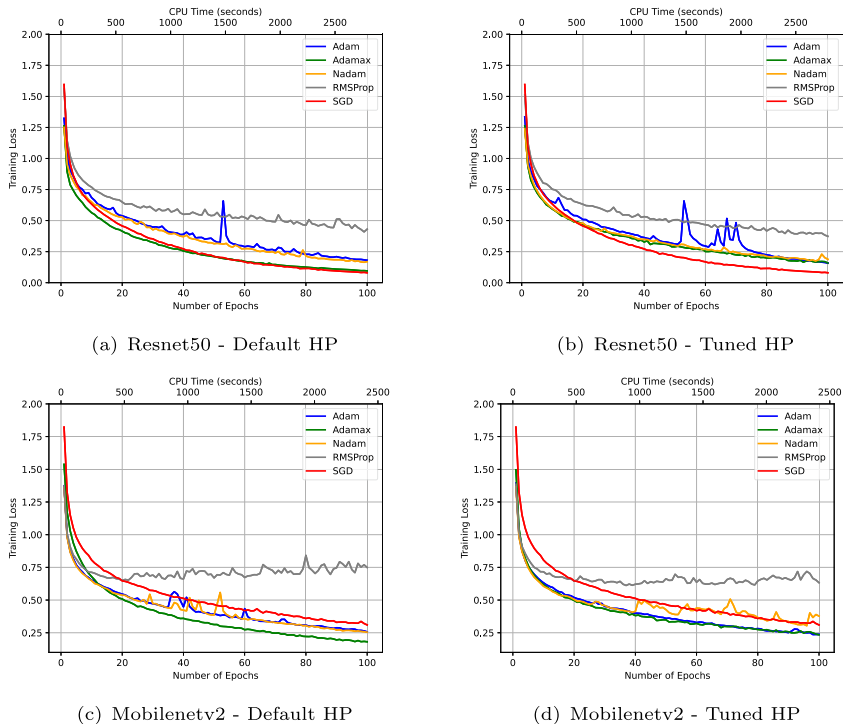 CPU Time (seconds)
0 500 1000 1500 2000 2500
2.00
1.75
1.50
1.25
1.00
0.75
0.50
0.25
0.00
Training Loss
Adam
Adamax
Nadam
RMSProp
SGD
0 20 40 60 80 100
Number of Epochs
(a) Resnet50 - Default HP
CPU Time (seconds)
0 500 1000 1500 2000 2500
2.00
1.75
1.50
1.25
1.00
0.75
0.50
0.25
0.00
Training Loss
Adam
Adamax
Nadam
RMSProp
SGD
0 20 40 60 80 100
Number of Epochs
(b) Resnet50 - Tuned HP
CPU Time (seconds)
0 500 1000 1500 2000 2500
2.00
1.75
1.50
1.25
1.00
0.75
0.50
0.25
Training Loss
Adam
Adamax
Nadam
RMSProp
SGD
0 20 40 60 80 100
Number of Epochs
(c) Mobilenetv2 - Default HP
CPU Time (seconds)
0 500 1000 1500 2000 2500
2.00
1.75
1.50
1.25
1.00
0.75
0.50
0.25
Training Loss
Adam
Adamax
Nadam
RMSProp
SGD
0 20 40 60 80 100
Number of Epochs
(d) Mobilenetv2 - Tuned HP